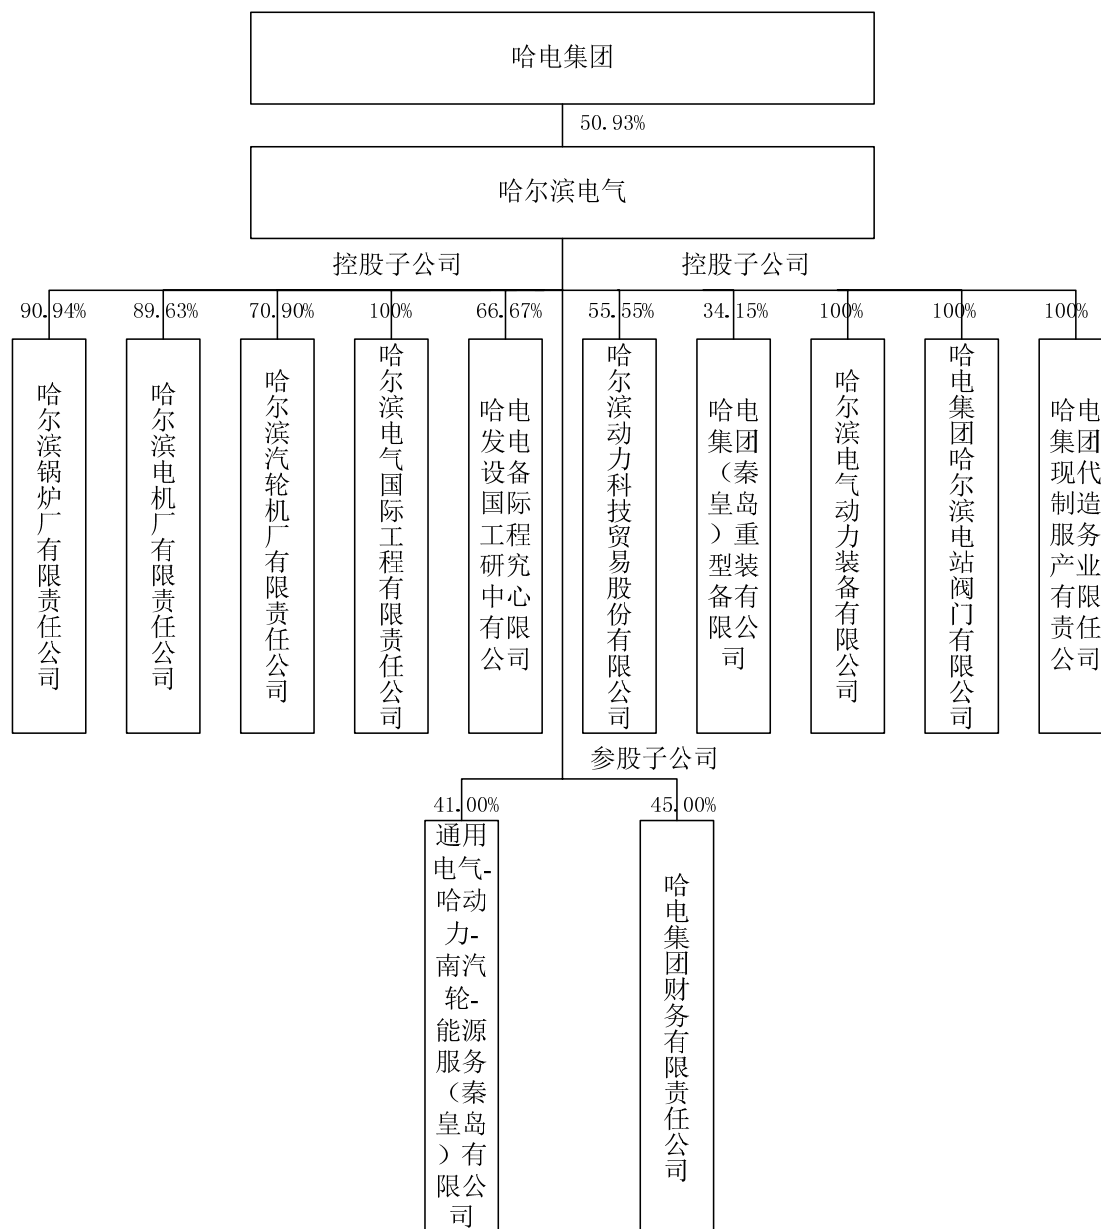 哈电集团
50.93%
哈尔滨电气
控股子公司
控股子公司
90.94%
89.63%
70.90%
100%
66.67%
55.55%
34.15%
100%
100%
100%
哈尔滨锅炉厂有限责任公司
哈尔滨电机厂有限责任公司
哈尔滨汽轮机厂有限责任公司
哈尔滨电气国际工程有限责任公司
哈电
发电
设备
国际
工程
研究
中心
有限
公司
哈尔滨动力科技贸易股份有限公司
哈电
集团
（秦
皇岛
）重
型装
备有
限公
司
哈尔滨电气动力装备有限公司
哈电集团哈尔滨电站阀门有限公司
哈电
集团
现代
制造
服务
产业
有限
责任
公司
参股子公司
41.00%
45.00%
通用
电气-
哈动
力-
南汽
轮-
能源
服务
（秦
皇岛
）有
限公
司
哈电集团财务有限责任公司